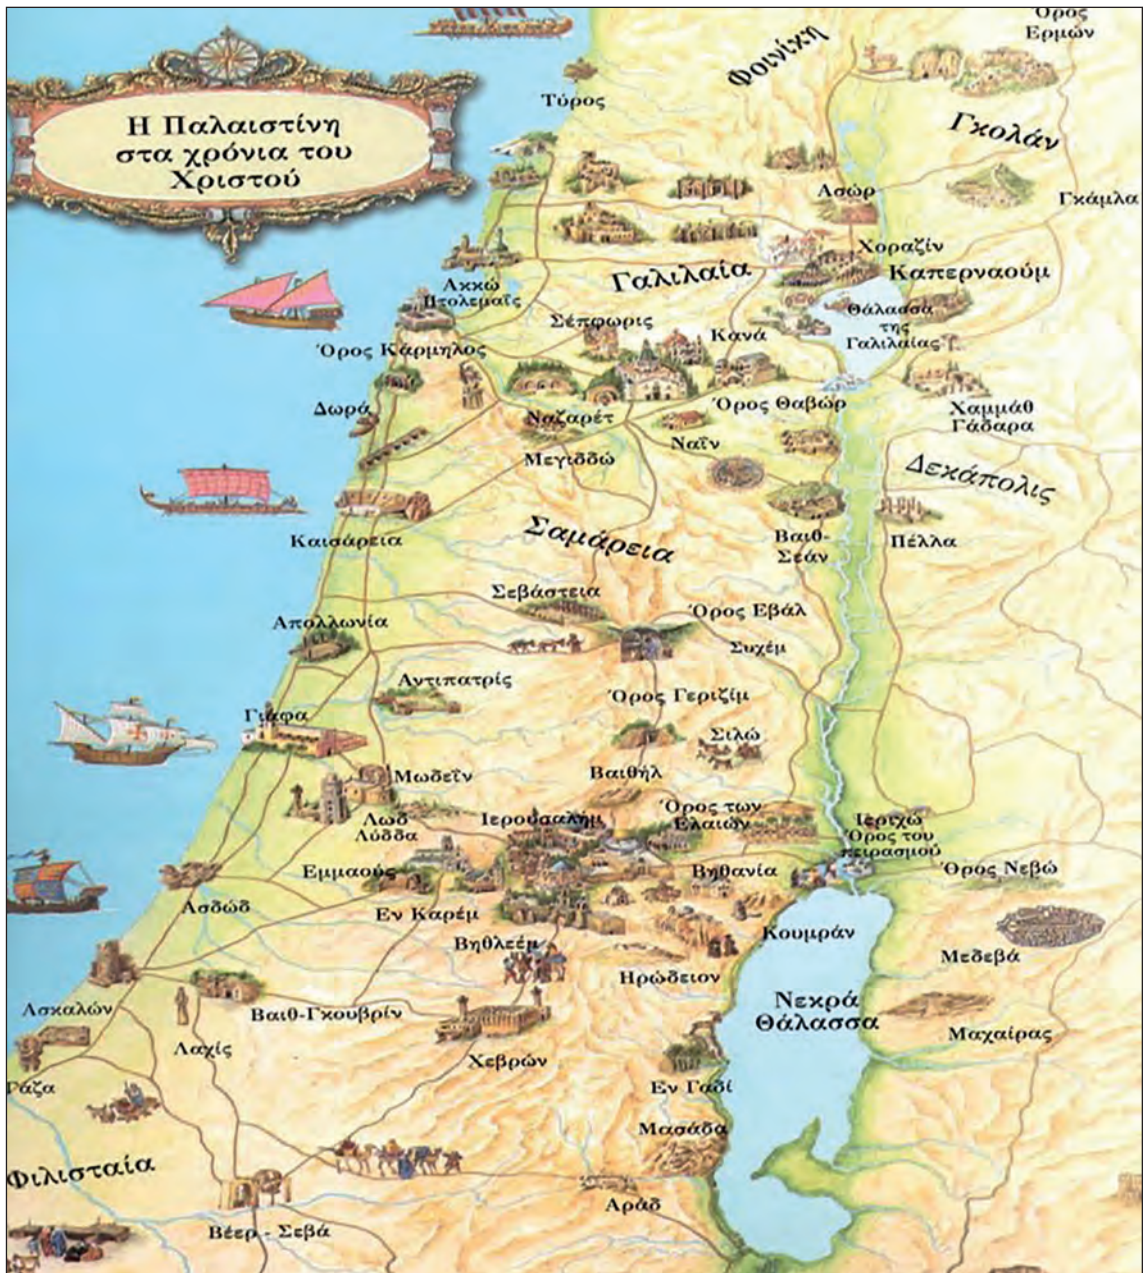 Η Παλαιστίνη
στα χρόνια του
Χριστού
Όρος
Ερμών
Φοινίκη
Τύρος
Γκολάν
Ασώρ
Γκάμλα
Χοραζίν
Γαλιλαία
Καπερναούμ
Ακκώ
Πτολεμαΐς
Θάλασσα
της
Γαλιλαίας
Σέπφωρις
Κανά
Όρος Κάρμηλος
Δωρά
Ναζαρέτ
Όρος Θαβώρ
Χαμμάθ
Γάδαρα
Ναΐν
Μεγιδδώ
Δεκάπολις
Καισάρεια
Σαμάρεια
Βαιθ-
Σεάν
Πέλλα
Σεβάστεια
Όρος Εβάλ
Απολλωνία
Συχέμ
Αντιπατρίς
Όρος Γεριζίμ
Γιάφα
Σιλώ
Μωδεΐν
Βαιθήλ
Λωδ
Λύδδα
Ιερουσαλήμ
Όρος των
Ελαιών
Ιεριχώ
Όρος του
πειρασμού
Εμμαούς
Βηθανία
Όρος Νεβώ
Ασδώδ
Εν Καρέμ
Βηθλεέμ
Κουμράν
Ηρώδειον
Μεδεβά
Ασκαλών
Βαιθ-Γκουβρίν
Νεκρά
Θάλασσα
Μαχαίρας
Λαχίς
Χεβρών
Γάζα
Εν Γαδί
Μασάδα
Φιλισταία
Αράδ
Βέερ - Σεβά